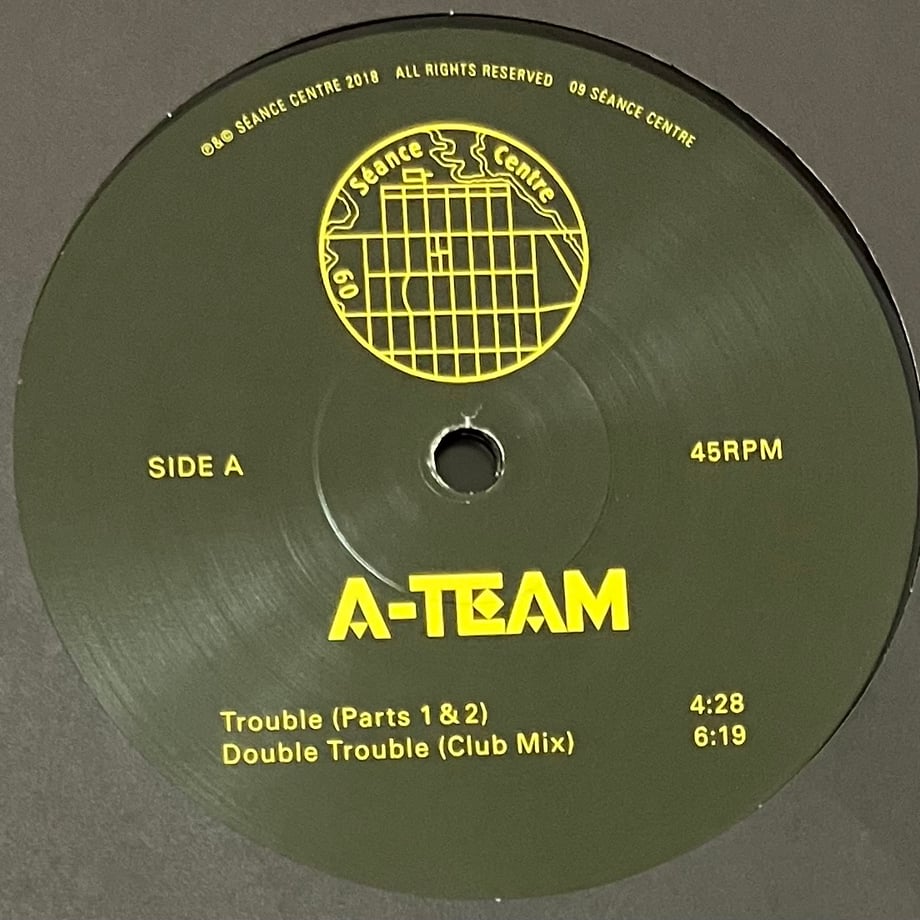 ℗&© SÉANCE CENTRE 2018 ALL RIGHTS RESERVED 09 SÉANCE CENTRE
Séance Centre
09
SIDE A
45RPM
A-TEAM
Trouble (Parts 1 & 2) 4:28
Double Trouble (Club Mix) 6:19